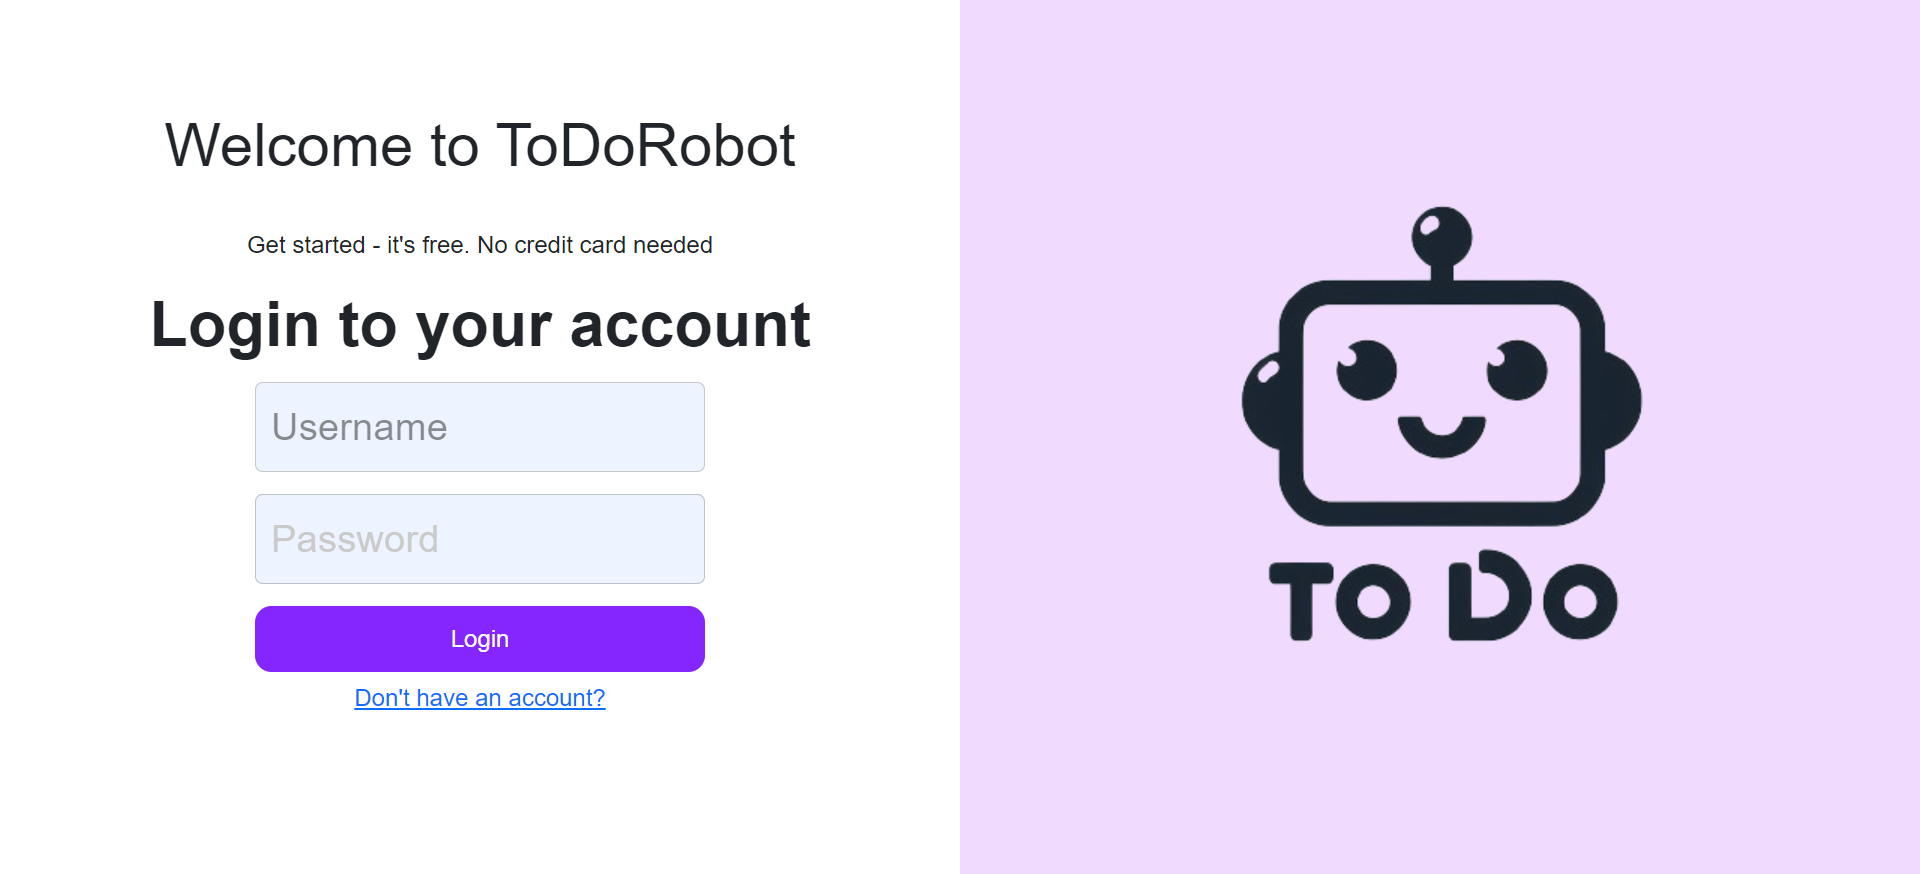 Welcome to ToDoRobot
Get started - it's free. No credit card needed
Login to your account
Username
Password
Login
Don't have an account?
TO DO